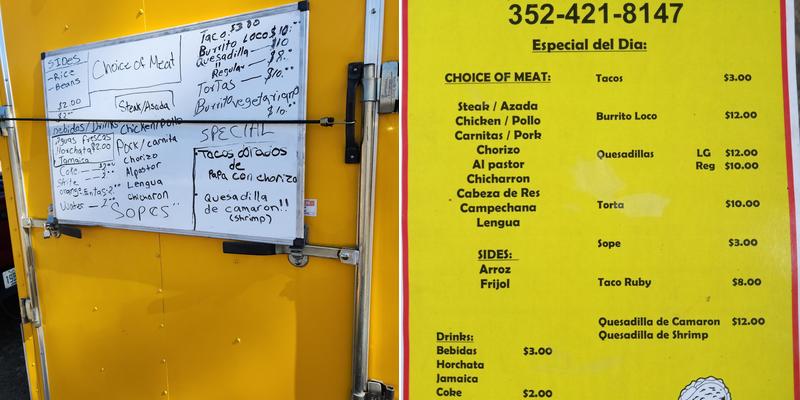 SIDES
-Rice
-Beans
$2.00
Choice of Meat
Steak/Asada
Chicken/Pollo
Pork/carnita
Chorizo
Alpastor
Lengua
chicaron
Sopes
Bebidas/Drinks
Aguas frescas
Horchata $2.00
Jamaica
Coke
Water
Taco $3.00
Burrito Locos $10.
Quesadilla $10
" Regular $8.
Tortas $10.
Burrito vegetariano
$10.
SPECIAL
Tacos dorados
de
Papa con chorizo
Quesadilla
de camaron!!
(shrimp)
352-421-8147
Especial del Dia:
CHOICE OF MEAT:
Steak / Azada
Chicken / Pollo
Carnitas / Pork
Chorizo
Al pastor
Chicharron
Cabeza de Res
Campechana
Lengua
SIDES:
Arroz
Frijol
Drinks:
Bebidas $3.00
Horchata
Jamaica
Coke $2.00
Tacos $3.00
Burrito Loco $12.00
Quesadillas LG $12.00
Reg $10.00
Torta $10.00
Sope $3.00
Taco Ruby $8.00
Quesadilla de Camaron $12.00
Quesadilla de Shrimp